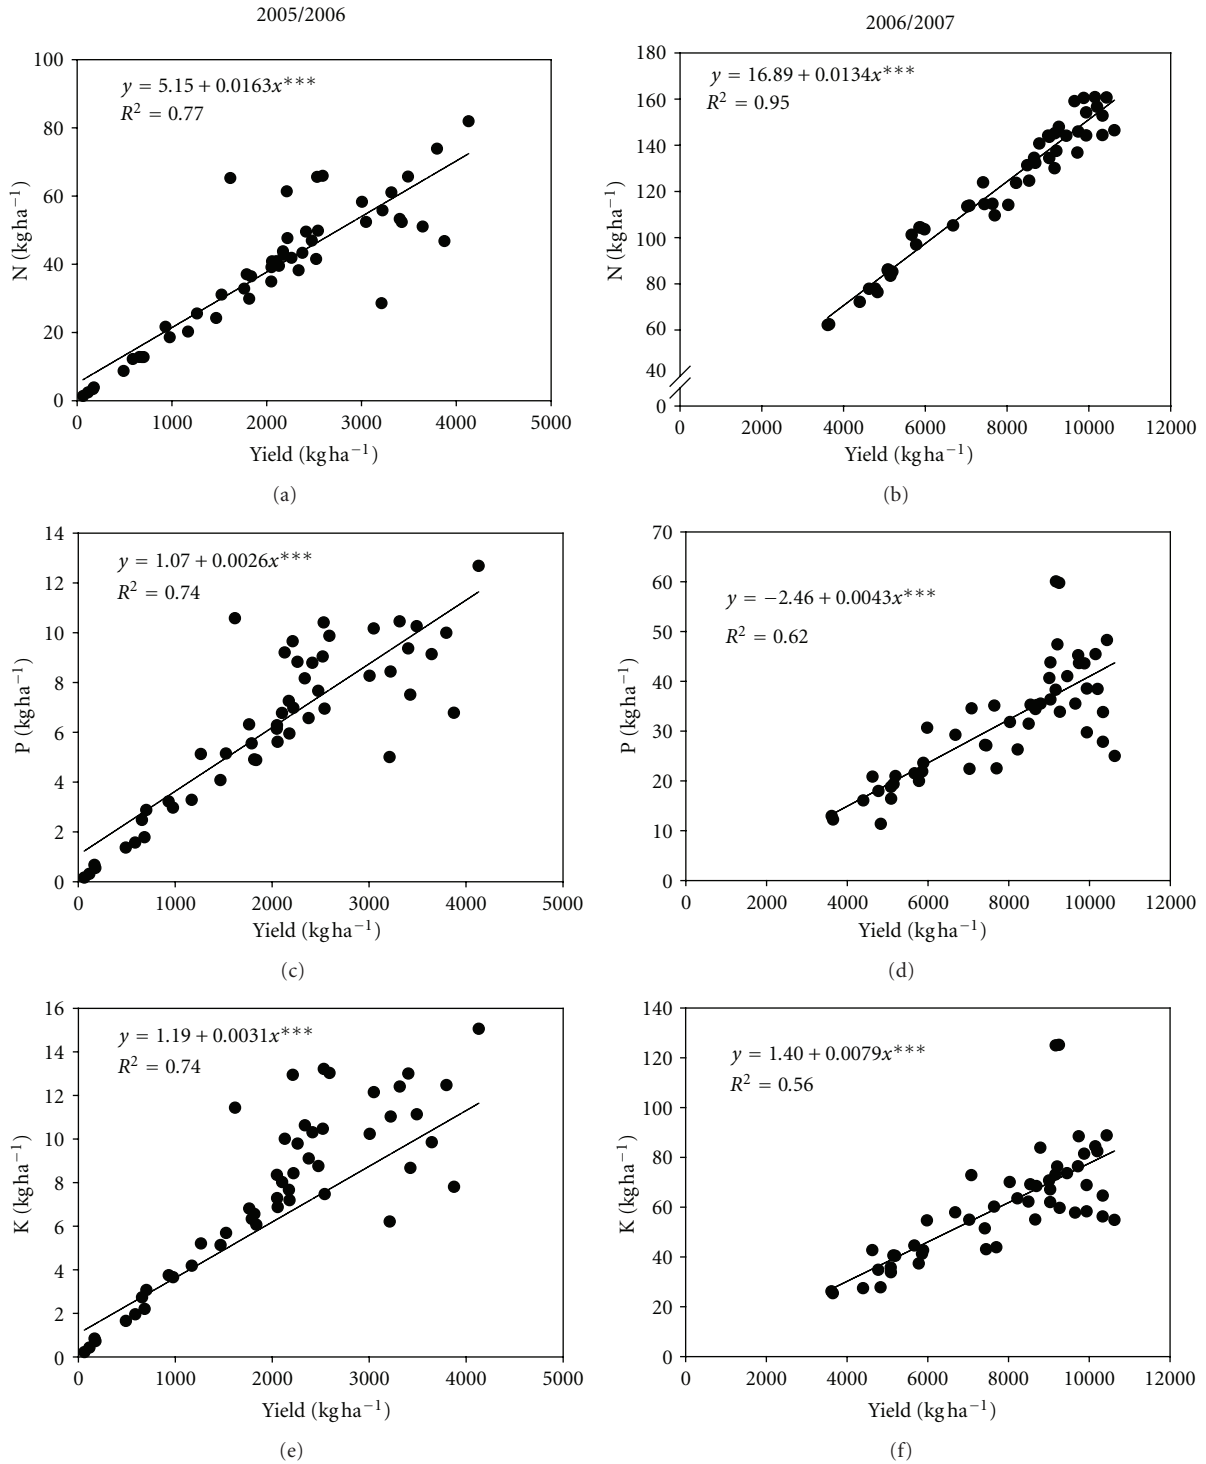 2005/2006
2006/2007
100
80
60
40
20
0
N (kg ha⁻¹)
y = 5.15 + 0.0163x***
R² = 0.77
0 1000 2000 3000 4000 5000
Yield (kg ha⁻¹)
(a)
180
160
140
120
100
80
60
40
0
N (kg ha⁻¹)
y = 16.89 + 0.0134x***
R² = 0.95
0 2000 4000 6000 8000 10000 12000
Yield (kg ha⁻¹)
(b)
14
12
10
8
6
4
2
0
P (kg ha⁻¹)
y = 1.07 + 0.0026x***
R² = 0.74
0 1000 2000 3000 4000 5000
Yield (kg ha⁻¹)
(c)
70
60
50
40
30
20
10
0
P (kg ha⁻¹)
y = −2.46 + 0.0043x***
R² = 0.62
0 2000 4000 6000 8000 10000 12000
Yield (kg ha⁻¹)
(d)
16
14
12
10
8
6
4
2
0
K (kg ha⁻¹)
y = 1.19 + 0.0031x***
R² = 0.74
0 1000 2000 3000 4000 5000
Yield (kg ha⁻¹)
(e)
140
120
100
80
60
40
20
0
K (kg ha⁻¹)
y = 1.40 + 0.0079x***
R² = 0.56
0 2000 4000 6000 8000 10000 12000
Yield (kg ha⁻¹)
(f)